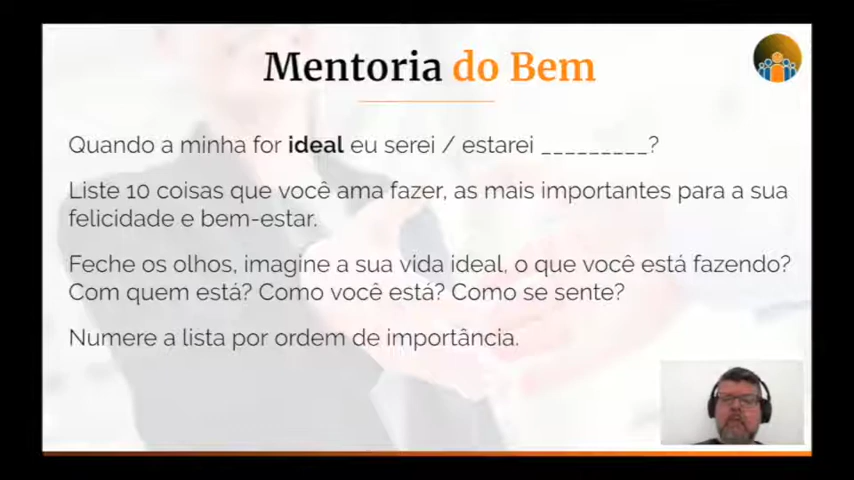 Mentoria do Bem
Quando a minha for ideal eu serei / estarei _________?
Liste 10 coisas que você ama fazer, as mais importantes para a sua
felicidade e bem-estar.
Feche os olhos, imagine a sua vida ideal, o que você está fazendo?
Com quem está? Como você está? Como se sente?
Numere a lista por ordem de importância.